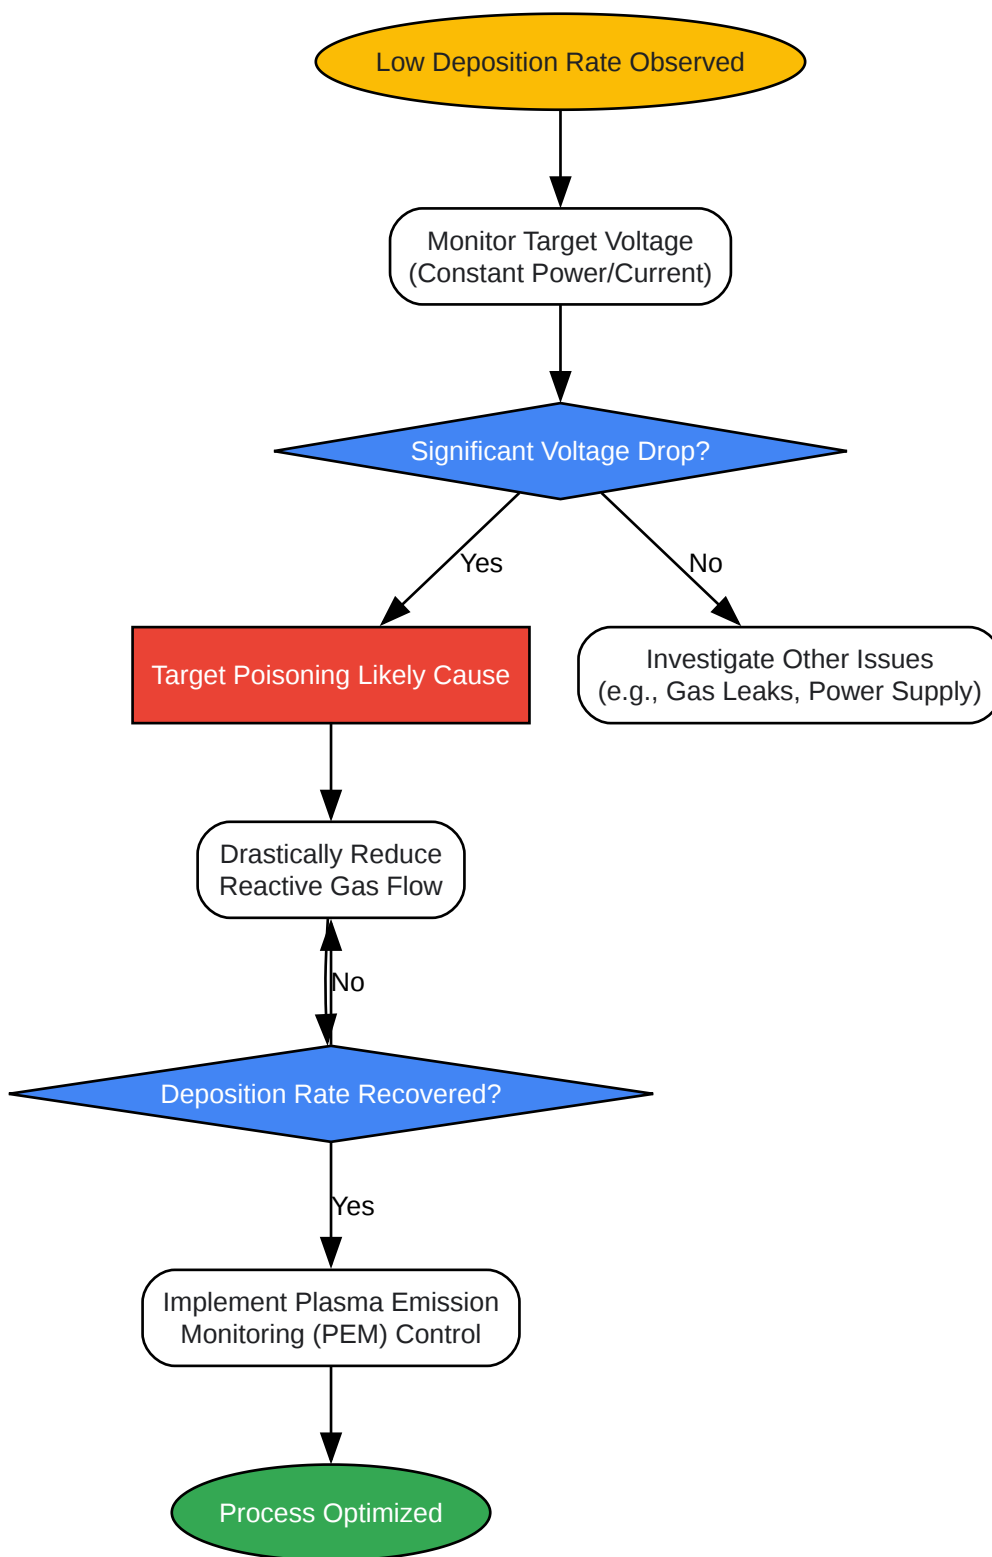 Low Deposition Rate Observed
Monitor Target Voltage
(Constant Power/Current)
Significant Voltage Drop?
Yes
No
Target Poisoning Likely Cause
Investigate Other Issues
(e.g., Gas Leaks, Power Supply)
Drastically Reduce
Reactive Gas Flow
No
Deposition Rate Recovered?
Yes
Implement Plasma Emission
Monitoring (PEM) Control
Process Optimized